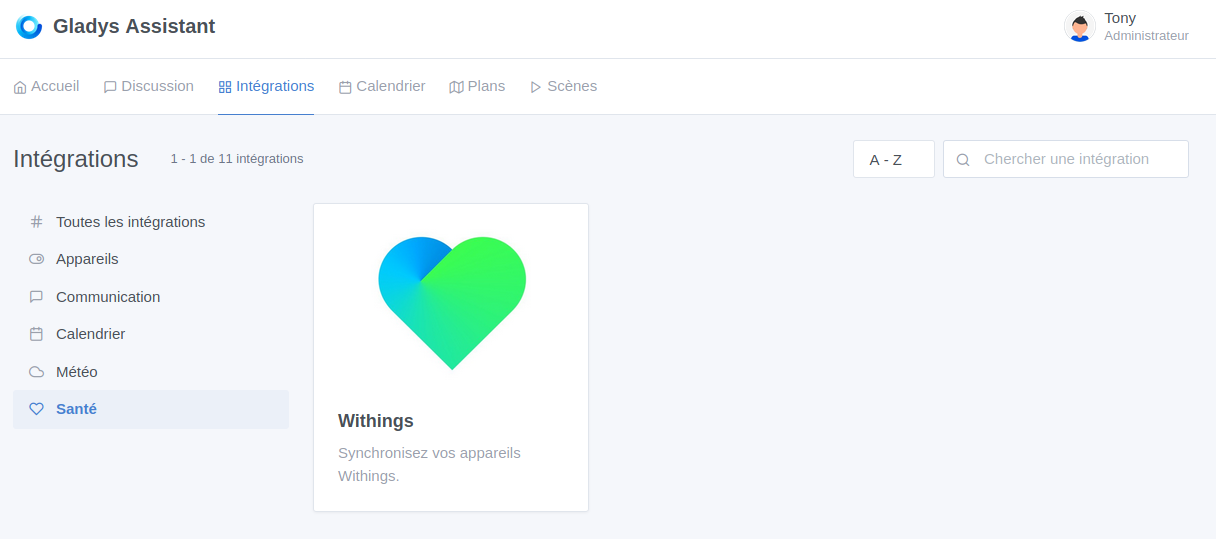 Gladys Assistant
Tony
Administrateur
Accueil
Discussion
Intégrations
Calendrier
Plans
Scènes
Intégrations
1 - 1 de 11 intégrations
A - Z
Chercher une intégration
Toutes les intégrations
Appareils
Communication
Calendrier
Météo
Santé
Withings
Synchronisez vos appareils
Withings.